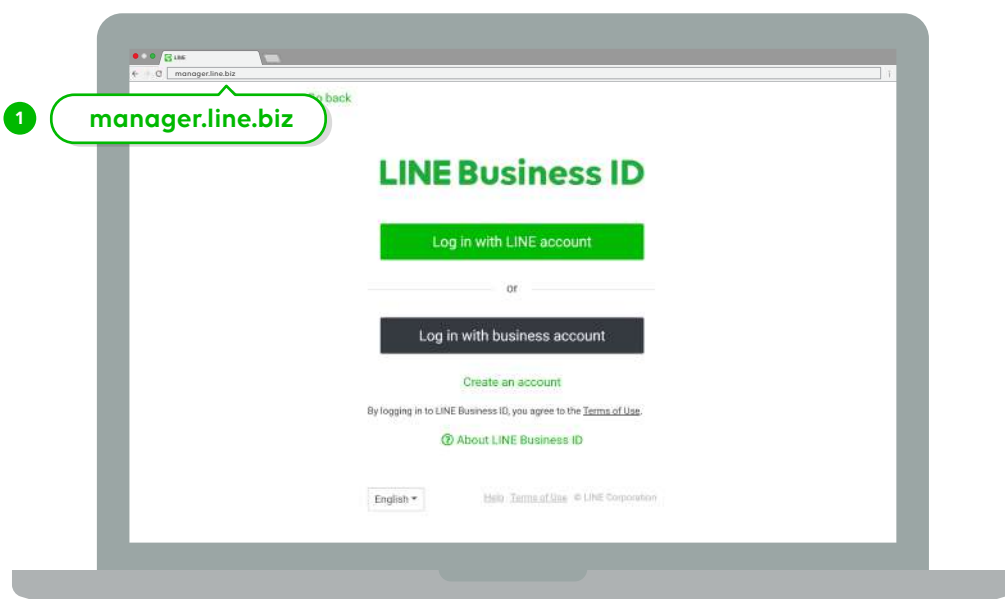 LINE
manager.line.biz
Go back
1
manager.line.biz
LINE Business ID
Log in with LINE account
or
Log in with business account
Create an account
By logging in to LINE Business ID, you agree to the Terms of Use.
? About LINE Business ID
English
Help Terms of Use © LINE Corporation